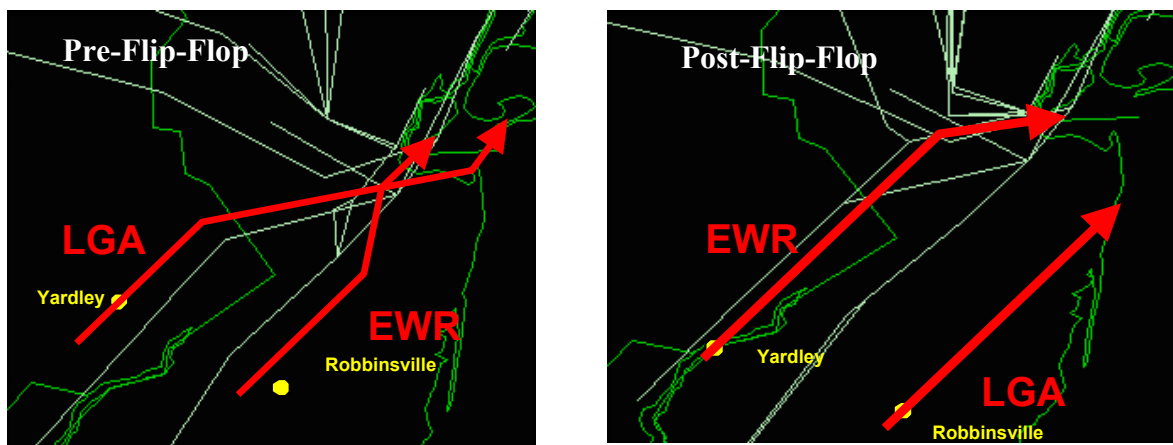 Pre-Flip-Flop
LGA
Yardley
EWR
Robbinsville
Post-Flip-Flop
EWR
Yardley
LGA
Robbinsville